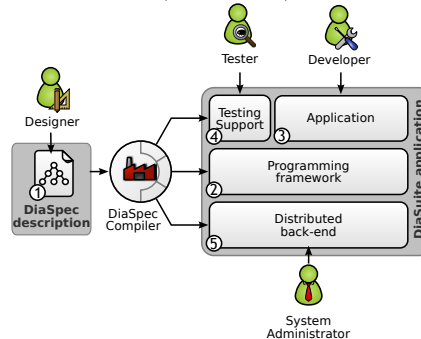 Tester
Developer
Designer
Testing
Support
4
Application
3
1
DiaSpec
description
DiaSpec
Compiler
Programming
framework
2
Distributed
back-end
5
DiaSuite application
System
Administrator